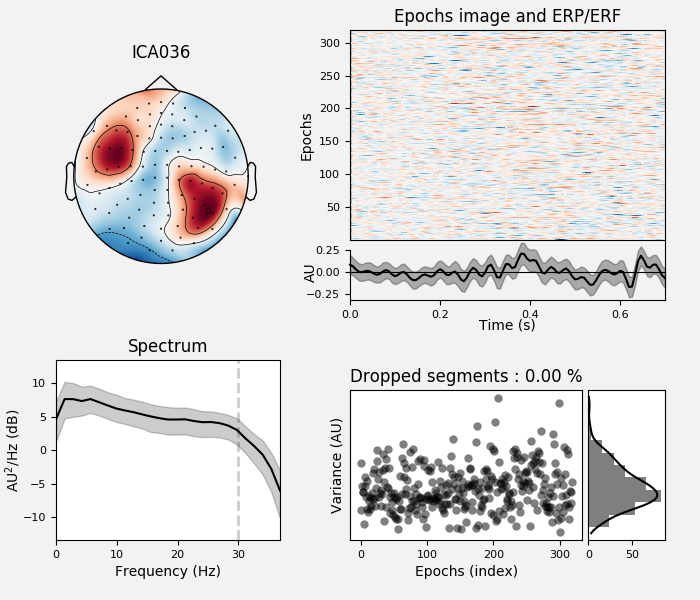 ICA036
Epochs image and ERP/ERF
Epochs
300
250
200
150
100
50
AU
0.25
0.00
−0.25
0.0
0.2
0.4
0.6
Time (s)
Spectrum
AU²/Hz (dB)
10
5
0
−5
−10
0
10
20
30
Frequency (Hz)
Dropped segments : 0.00 %
Variance (AU)
0
100
200
300
Epochs (index)
0
50